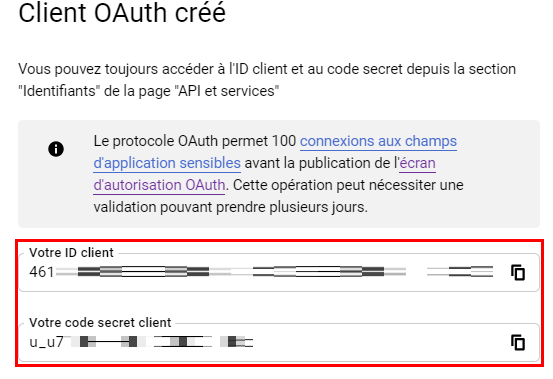 Client OAuth créé
Vous pouvez toujours accéder à l'ID client et au code secret depuis la section
"Identifiants" de la page "API et services"
Le protocole OAuth permet 100 connexions aux champs
d'application sensibles avant la publication de l'écran
d'autorisation OAuth. Cette opération peut nécessiter une
validation pouvant prendre plusieurs jours.
Votre ID client
461
Votre code secret client
u_u7